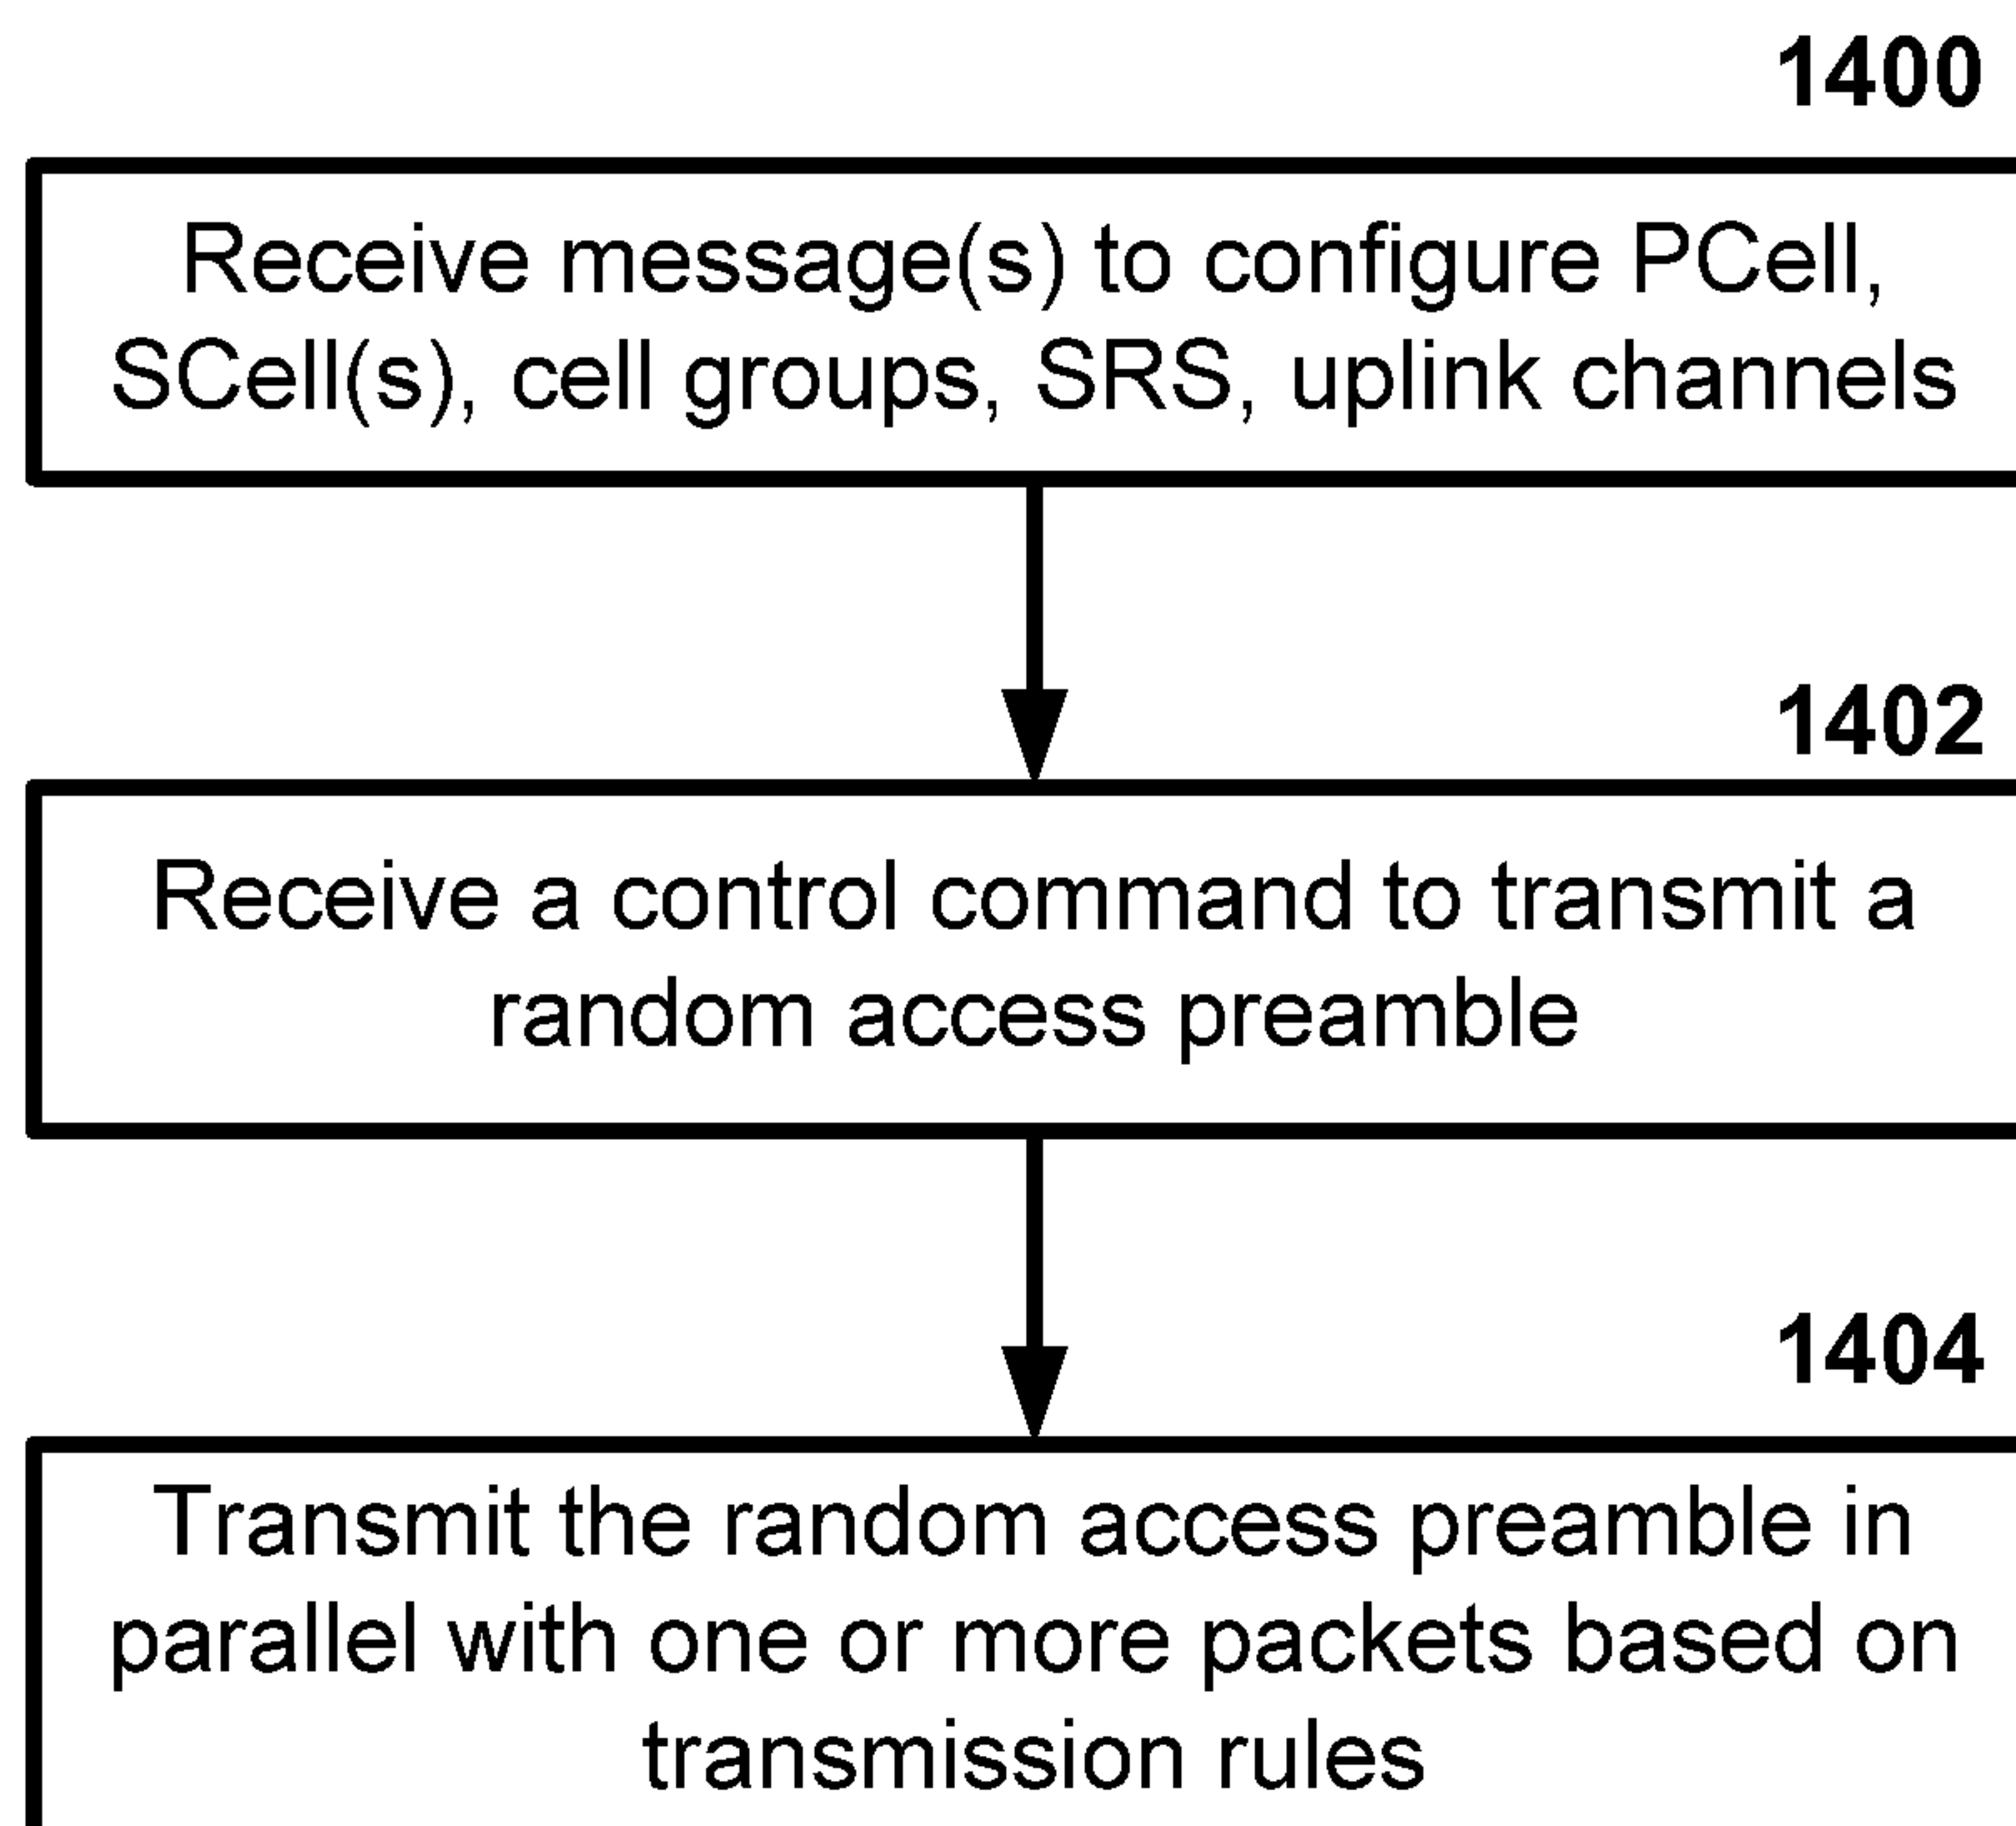 1400
Receive message(s) to configure PCell,
SCell(s), cell groups, SRS, uplink channels
1402
Receive a control command to transmit a
random access preamble
1404
Transmit the random access preamble in
parallel with one or more packets based on
transmission rules